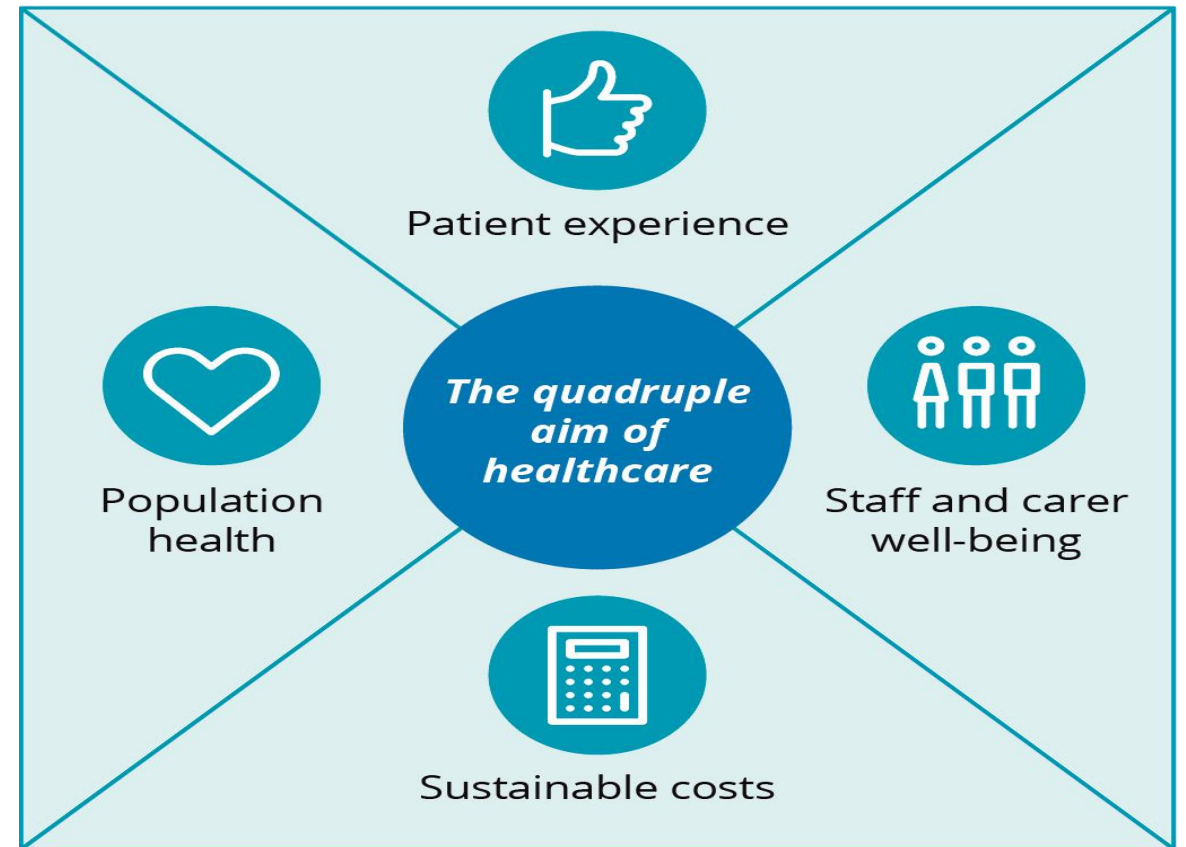 Patient experience
The quadruple
aim of
healthcare
Population
health
Staff and carer
well-being
Sustainable costs